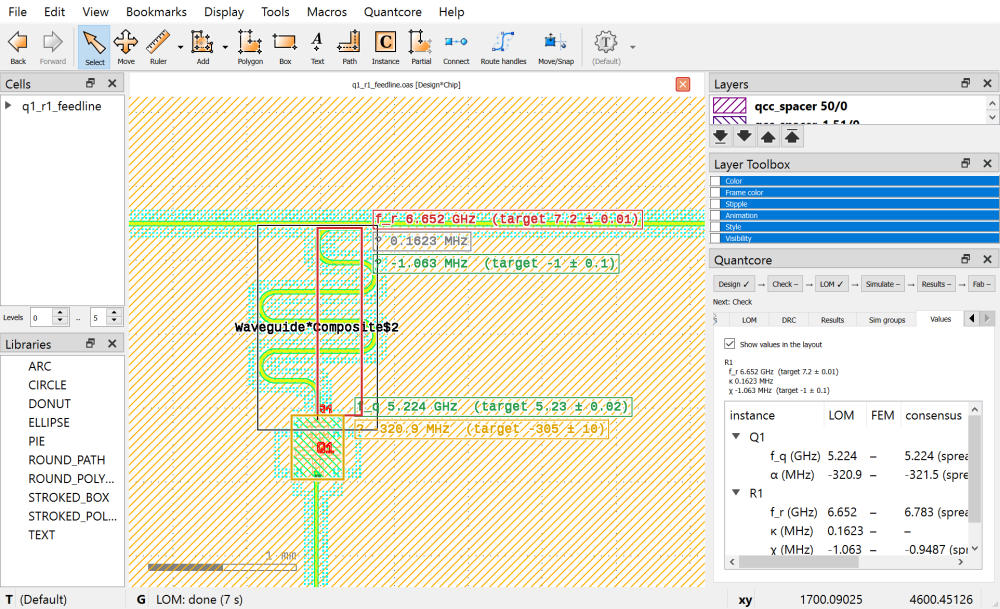 File Edit View Bookmarks Display Tools Macros Quantcore Help
Back Forward Select Move Ruler Add Polygon Box Text Path Instance Partial Connect Route handles Move/Snap (Default)
Cells
q1_r1_feedline
Levels 0 .. 5
Libraries
ARC
CIRCLE
DONUT
ELLIPSE
PIE
ROUND_PATH
ROUND_POLY...
STROKED_BOX
STROKED_POL...
TEXT
q1_r1_feedline.oas [Design*Chip]
f_r 6.652 GHz (target 7.2 ± 0.01)
? 0.1623 MHz
? -1.063 MHz (target -1 ± 0.1)
Waveguide*Composite$2
f_q 5.224 GHz (target 5.23 ± 0.02)
? -320.9 MHz (target -305 ± 10)
Q1
1 mm
Layers
qcc_spacer 50/0
qcc_spacer 1 51/0
Layer Toolbox
Color
Frame color
Stipple
Animation
Style
Visibility
Quantcore
Design ✓ → Check – → LOM ✓ → Simulate – → Results – → Fab –
Next: Check
LOM DRC Results Sim groups Values
Show values in the layout
R1
f_r 6.652 GHz (target 7.2 ± 0.01)
κ 0.1623 MHz
χ -1.063 MHz (target -1 ± 0.1)
instance LOM FEM consensus
Q1
f_q (GHz) 5.224 – 5.224 (sprea
α (MHz) -320.9 – -321.5 (sprea
R1
f_r (GHz) 6.652 – 6.783 (sprea
κ (MHz) 0.1623 – –
χ (MHz) -1.063 – -0.9487 (spr
T (Default) G LOM: done (7 s) xy 1700.09025 4600.45126